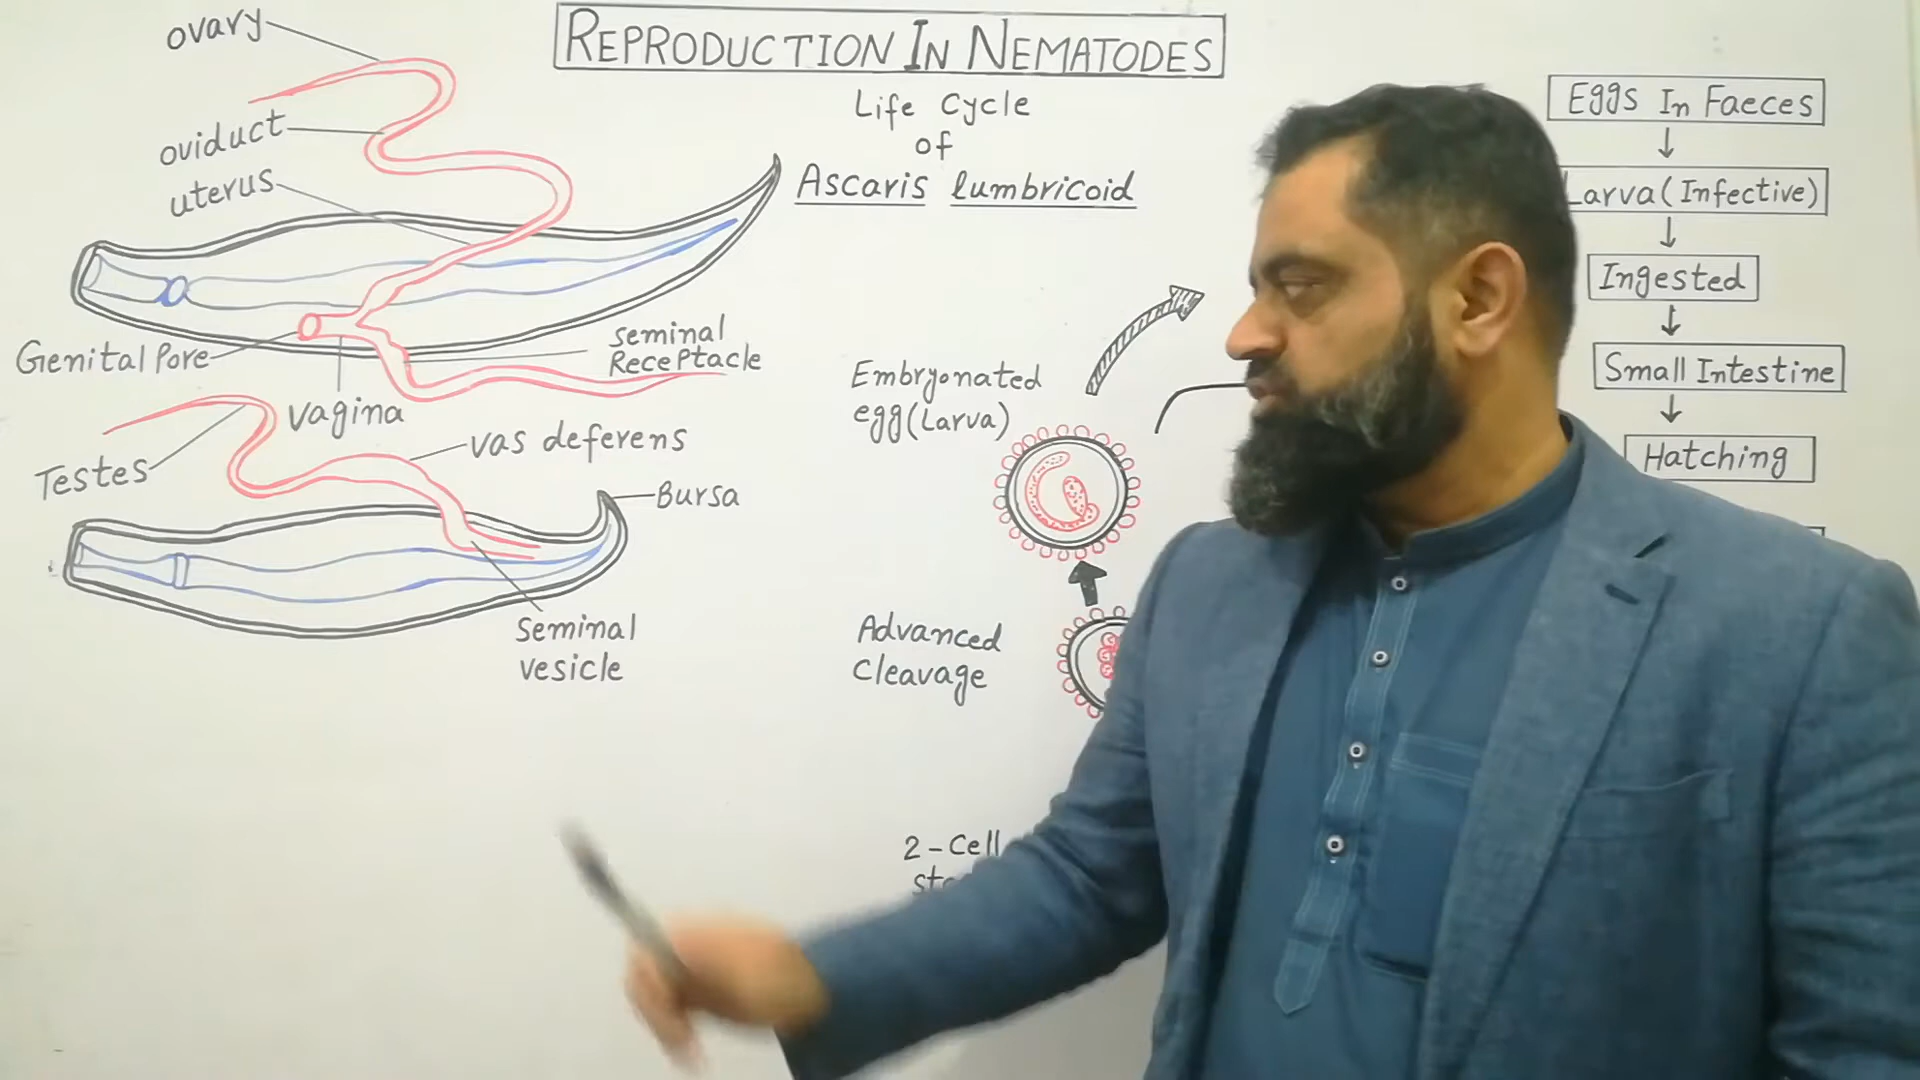 REPRODUCTION IN NEMATODES
Life Cycle
of
Ascaris lumbricoid
ovary
oviduct
uterus
Genital Pore
vagina
seminal
Receptacle
Testes
vas deferens
Bursa
seminal
vesicle
Embryonated
egg(Larva)
Advanced
Cleavage
2-Cell
Eggs In Faeces
Larva(Infective)
Ingested
Small Intestine
Hatching